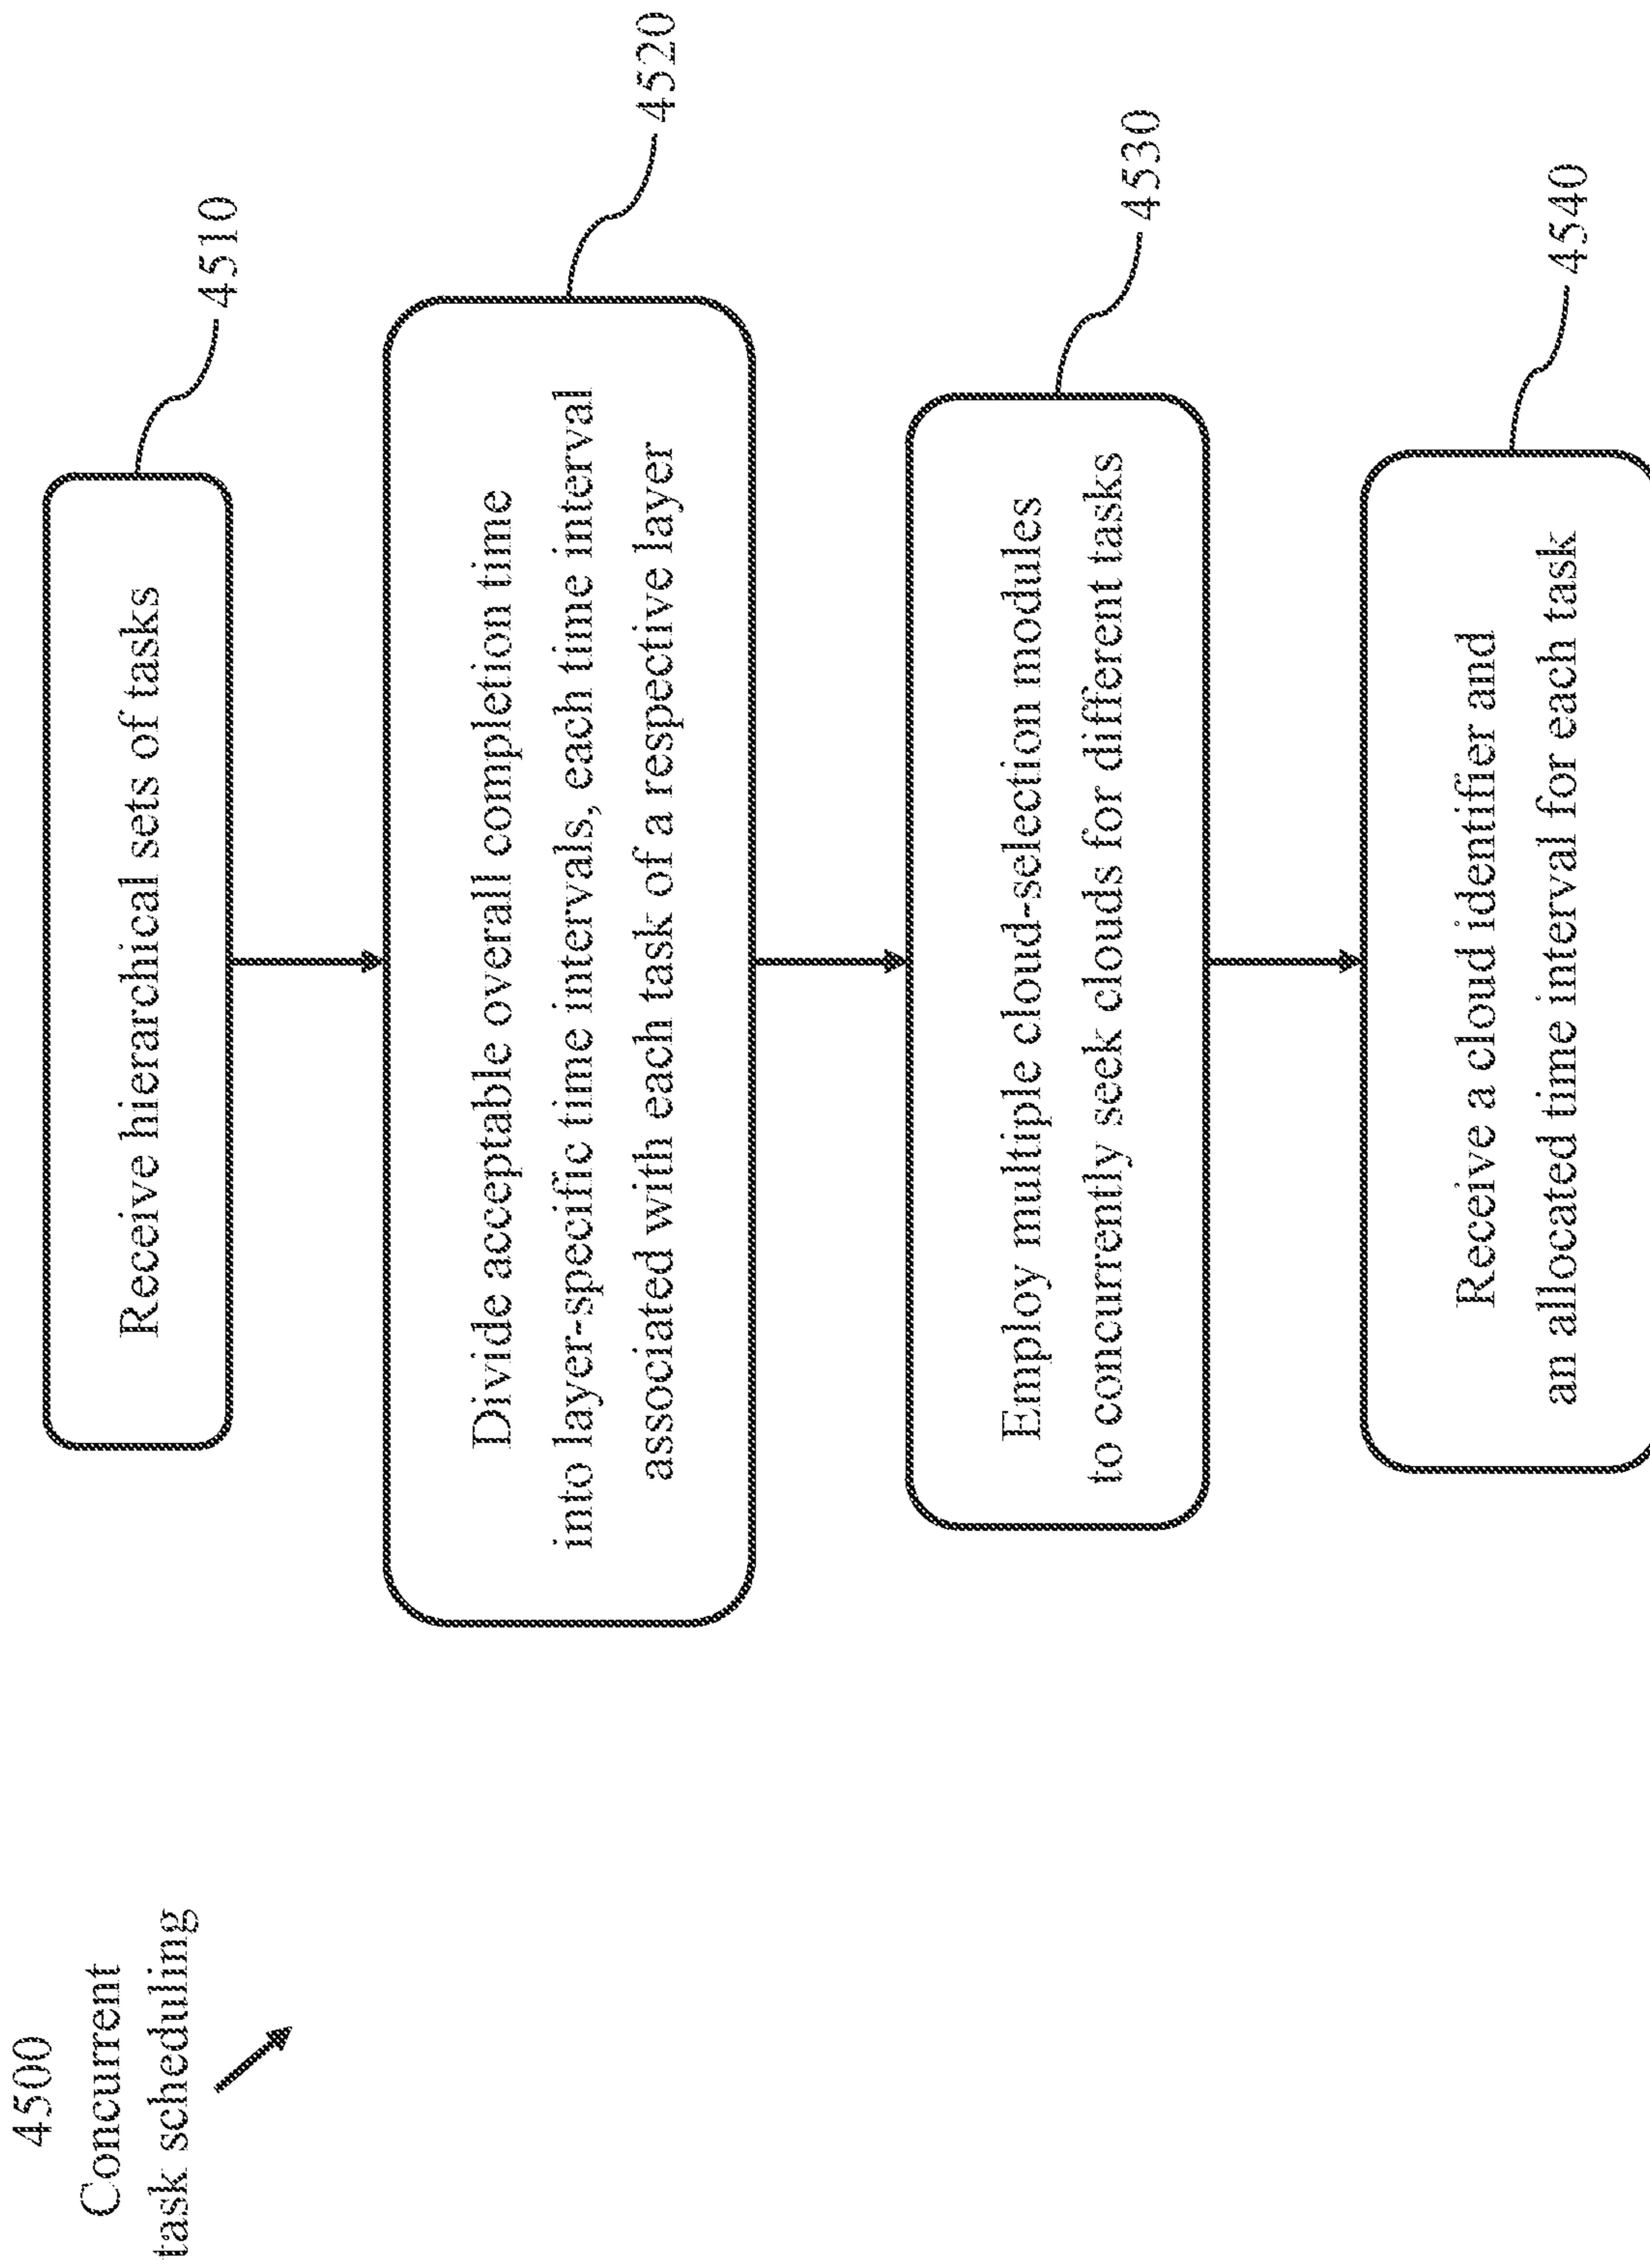 4500
Concurrent
task scheduling
Receive hierarchical sets of tasks
4510
Divide acceptable overall completion time
into layer-specific time intervals, each time interval
associated with each task of a respective layer
4520
Employ multiple cloud-selection modules
to concurrently seek clouds for different tasks
4530
Receive a cloud identifier and
an allocated time interval for each task
4540